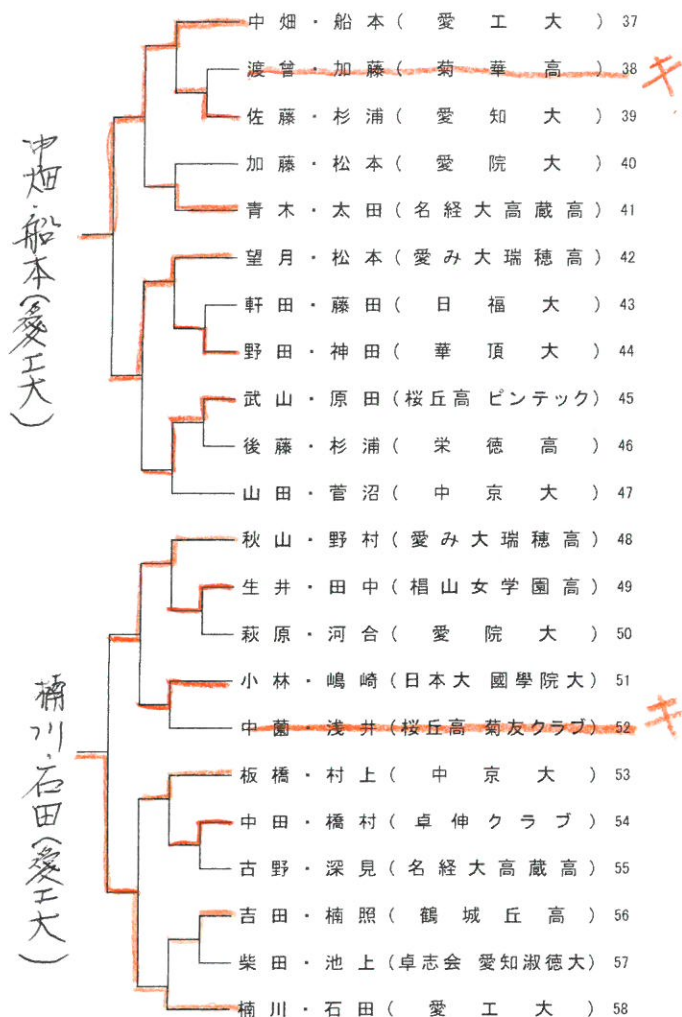 中畑・船本(愛工大) 37
渡曾・加藤(菊華高) 38 キ
佐藤・杉浦(愛知大) 39
加藤・松本(愛院大) 40
青木・太田(名経大高蔵高) 41
望月・松本(愛み大瑞穂高) 42
軒田・藤田(日福大) 43
野田・神田(華頂大) 44
武山・原田(桜丘高 ピンテック) 45
後藤・杉浦(栄徳高) 46
山田・菅沼(中京大) 47
中畑・船本(愛工大)
秋山・野村(愛み大瑞穂高) 48
生井・田中(椙山女学園高) 49
萩原・河合(愛院大) 50
小林・嶋崎(日本大 國學院大) 51
中薗・浅井(桜丘高 菊友クラブ) 52 キ
板橋・村上(中京大) 53
中田・橋村(卓伸クラブ) 54
古野・深見(名経大高蔵高) 55
吉田・楠照(鶴城丘高) 56
柴田・池上(卓志会 愛知淑徳大) 57
楠川・石田(愛工大) 58
楠川・石田(愛工大)